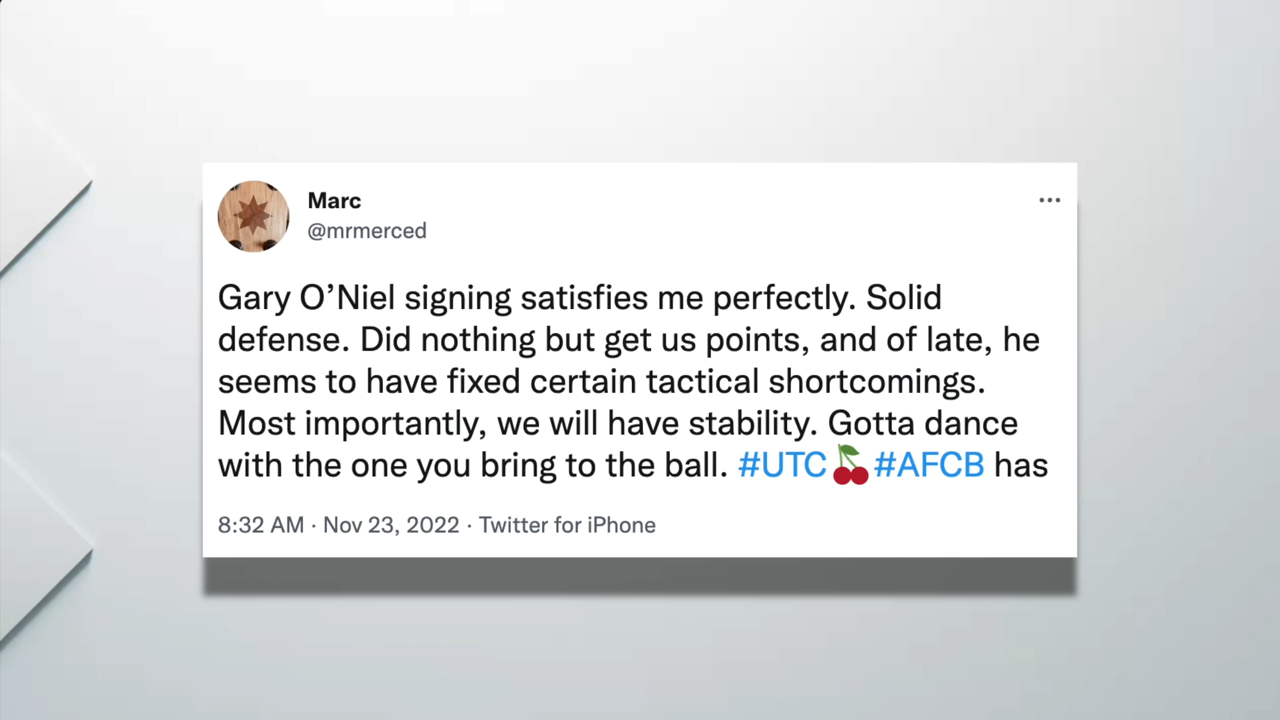 Marc
@mrmerced
Gary O’Niel signing satisfies me perfectly. Solid
defense. Did nothing but get us points, and of late, he
seems to have fixed certain tactical shortcomings.
Most importantly, we will have stability. Gotta dance
with the one you bring to the ball. #UTC🍒#AFCB has
8:32 AM · Nov 23, 2022 · Twitter for iPhone